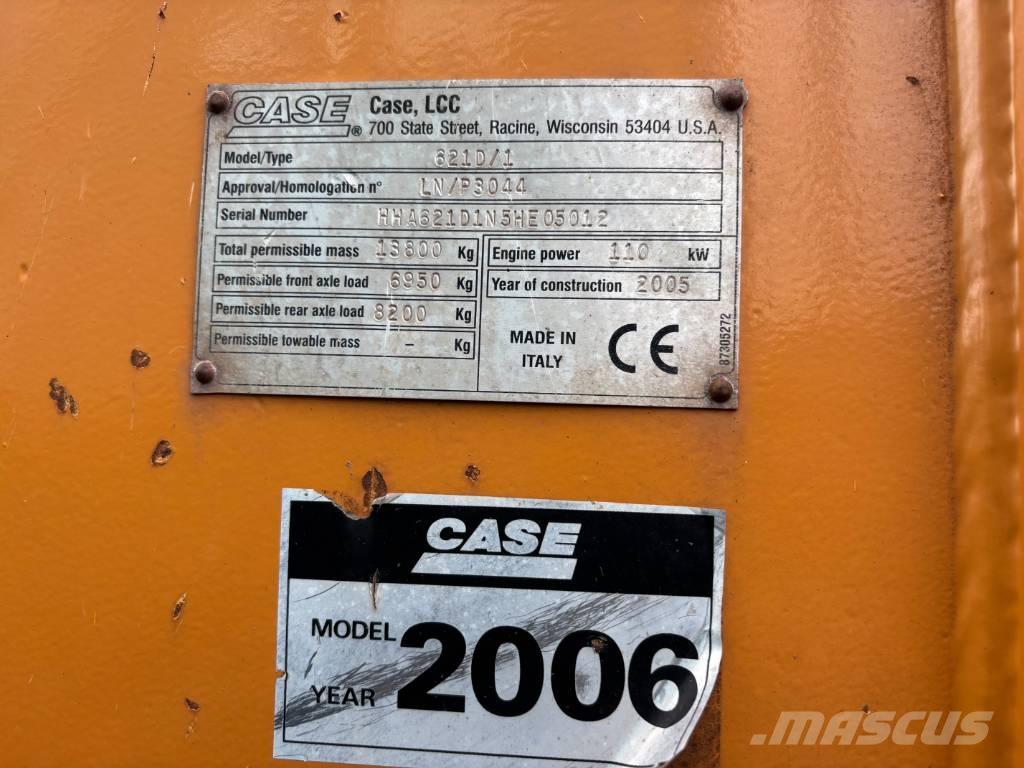 CASE® Case, LCC
700 State Street, Racine, Wisconsin 53404 U.S.A.
Model/Type 621D/1
Approval/Homologation n° LN/P3044
Serial Number HHA621D1N5HE05012
Total permissible mass 13800 Kg
Permissible front axle load 6950 Kg
Permissible rear axle load 8200 Kg
Permissible towable mass - Kg
Engine power 110 kW
Year of construction 2005
MADE IN
ITALY
CE
87305272
CASE
MODEL
YEAR
2006
MASCUS